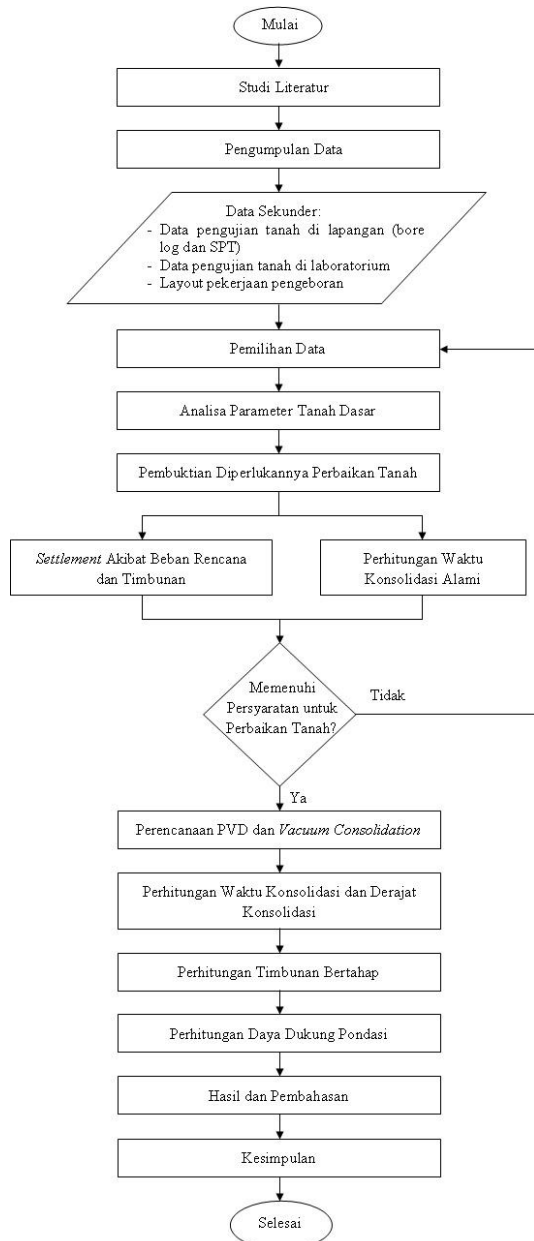 Mulai
Studi Literatur
Pengumpulan Data
Data Sekunder:
- Data pengujian tanah di lapangan (bore
log dan SPT)
- Data pengujian tanah di laboratorium
- Layout pekerjaan pengeboran
Pemilihan Data
Analisa Parameter Tanah Dasar
Pembuktian Diperlukannya Perbaikan Tanah
Settlement Akibat Beban Rencana
dan Timbunan
Perhitungan Waktu
Konsolidasi Alami
Memenuhi
Persyaratan untuk
Perbaikan Tanah?
Tidak
Ya
Perencanaan PVD dan Vacuum Consolidation
Perhitungan Waktu Konsolidasi dan Derajat
Konsolidasi
Perhitungan Timbunan Bertahap
Perhitungan Daya Dukung Pondasi
Hasil dan Pembahasan
Kesimpulan
Selesai